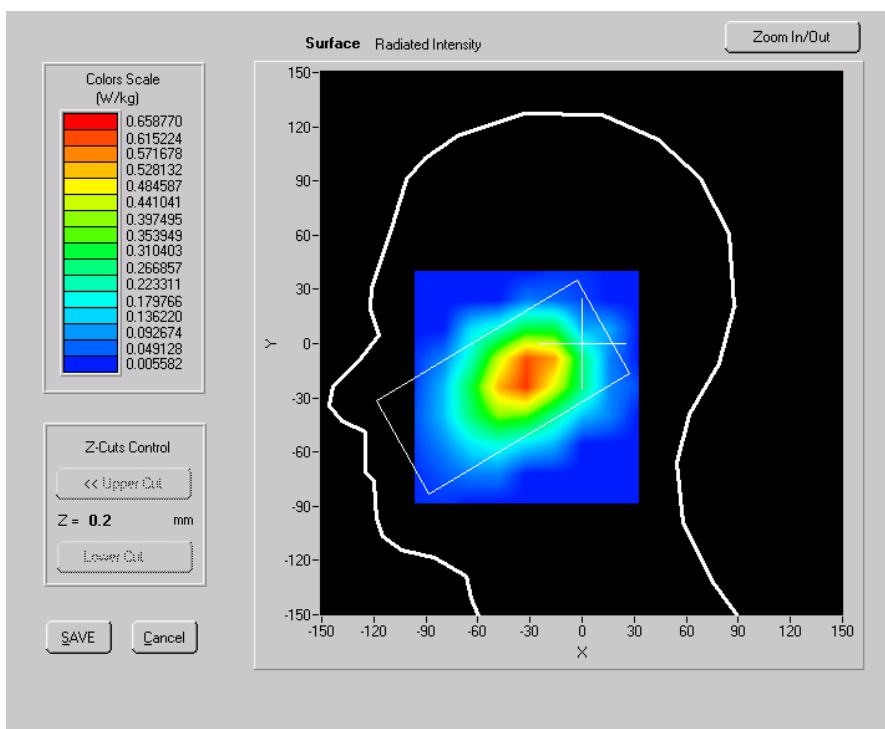 Surface Radiated Intensity
Zoom In/Out
Colors Scale
(W/kg)
0.658770
0.615224
0.571678
0.528132
0.484587
0.441041
0.397495
0.353949
0.310403
0.266857
0.223311
0.179766
0.136220
0.092674
0.049128
0.005582
Z-Cuts Control
<< Upper Cut
Z = 0.2 mm
Lower Cut
SAVE
Cancel
150
120
90
60
30
0
-30
-60
-90
-120
-150
Y
-150 -120 -90 -60 -30 0 30 60 90 120 150
X